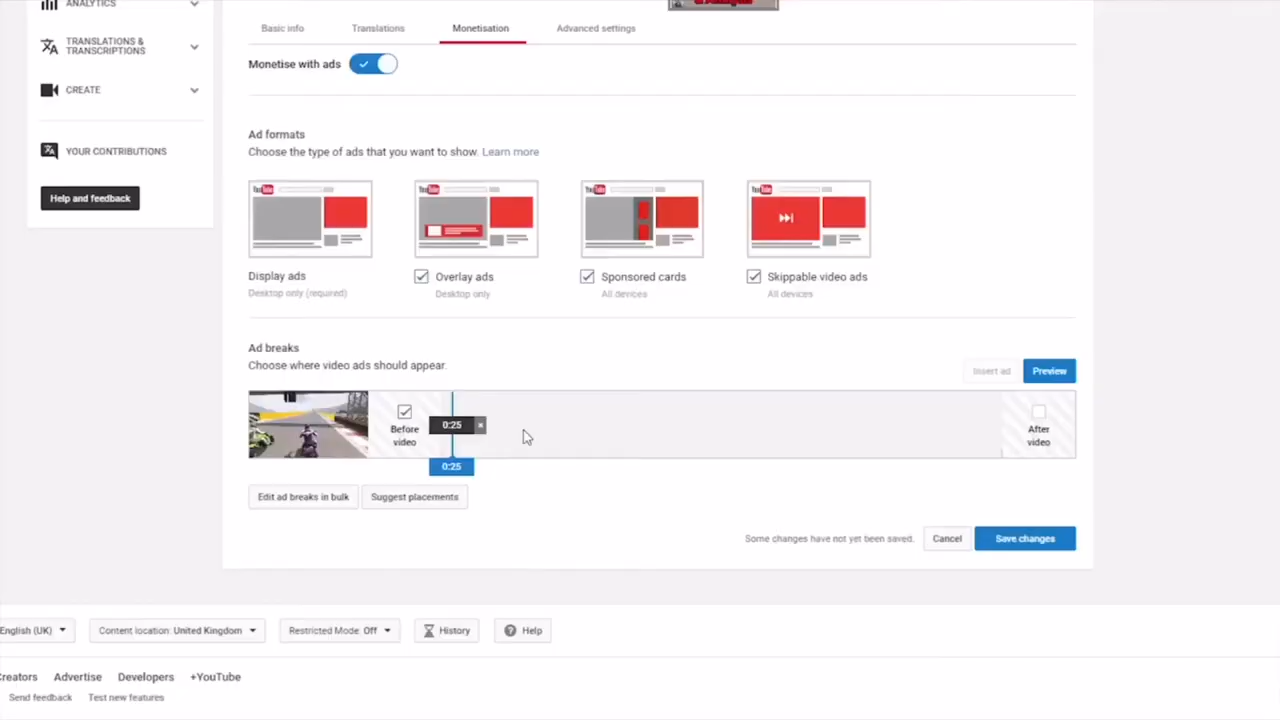 ANALYTICS
TRANSLATIONS &
TRANSCRIPTIONS
CREATE
YOUR CONTRIBUTIONS
Help and feedback
Basic info
Translations
Monetisation
Advanced settings
Monetise with ads
Ad formats
Choose the type of ads that you want to show. Learn more
YouTube
YouTube
YouTube
YouTube
Display ads
Desktop only (required)
Overlay ads
Desktop only
Sponsored cards
All devices
Skippable video ads
All devices
Ad breaks
Choose where video ads should appear.
Insert ad
Preview
Before
video
0:25
×
0:25
After
video
Edit ad breaks in bulk
Suggest placements
Some changes have not yet been saved.
Cancel
Save changes
English (UK)
Content location: United Kingdom
Restricted Mode: Off
History
Help
Creators
Advertise
Developers
+YouTube
Send feedback
Test new features